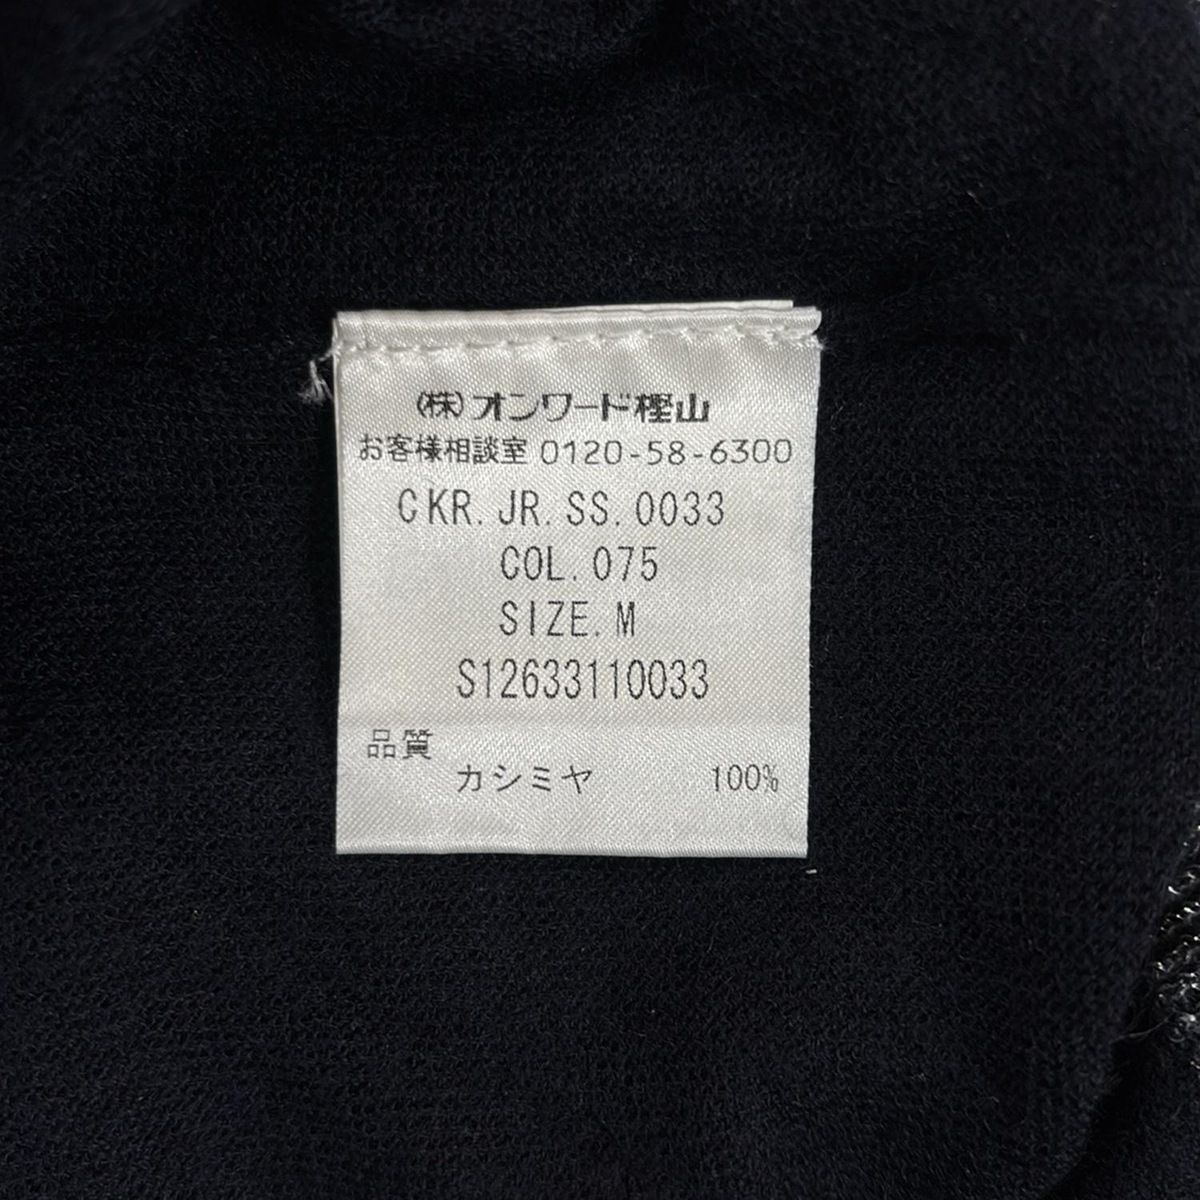 (株)オンワード樫山
お客様相談室 0120-58-6300
CKR.JR.SS.0033
COL.075
SIZE.M
S12633110033
品質
カシミヤ 100%